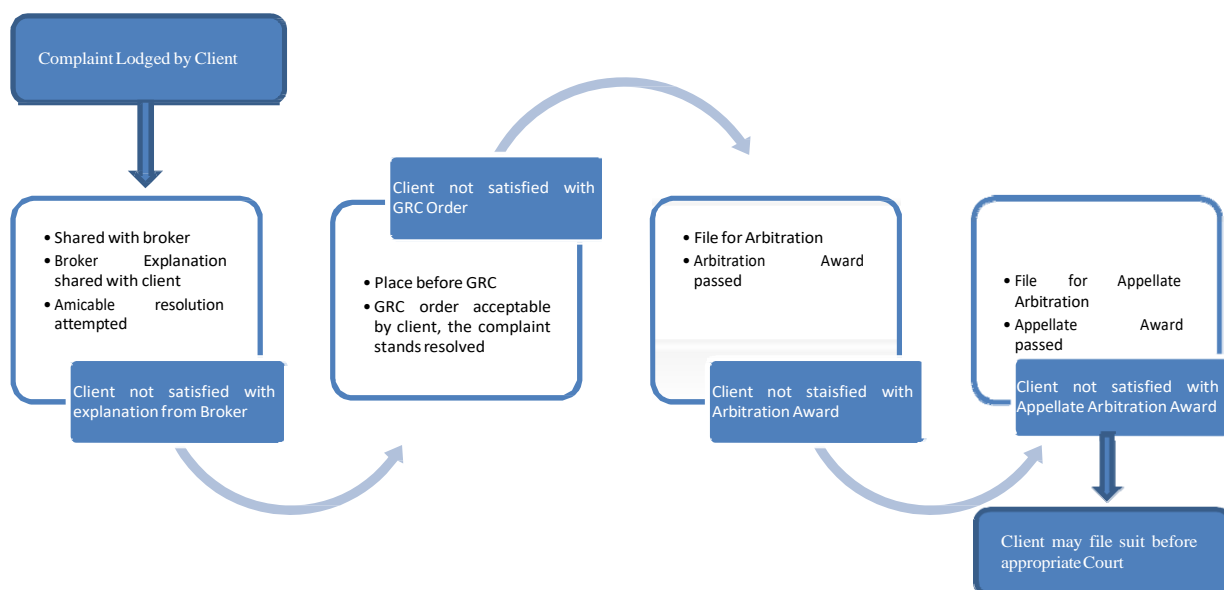 Complaint Lodged by Client
• Shared with broker
• Broker Explanation
shared with client
• Amicable resolution
attempted
Client not satisfied with
explanation from Broker
Client not satisfied with
GRC Order
• Place before GRC
• GRC order acceptable
by client, the complaint
stands resolved
• File for Arbitration
• Arbitration Award
passed
Client not staisfied with
Arbitration Award
• File for Appellate
Arbitration
• Appellate Award
passed
Client not satisfied with
Appellate Arbitration Award
Client may file suit before
appropriate Court